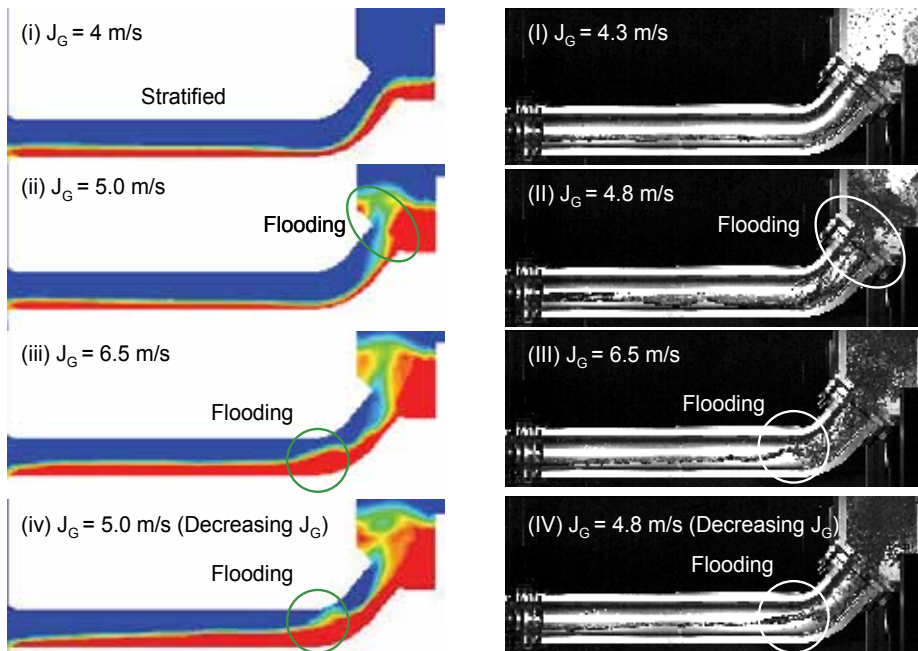 (i) J_G = 4 m/s
Stratified
(ii) J_G = 5.0 m/s
Flooding
(iii) J_G = 6.5 m/s
Flooding
(iv) J_G = 5.0 m/s (Decreasing J_G)
Flooding
(I) J_G = 4.3 m/s
(II) J_G = 4.8 m/s
Flooding
(III) J_G = 6.5 m/s
Flooding
(IV) J_G = 4.8 m/s (Decreasing J_G)
Flooding